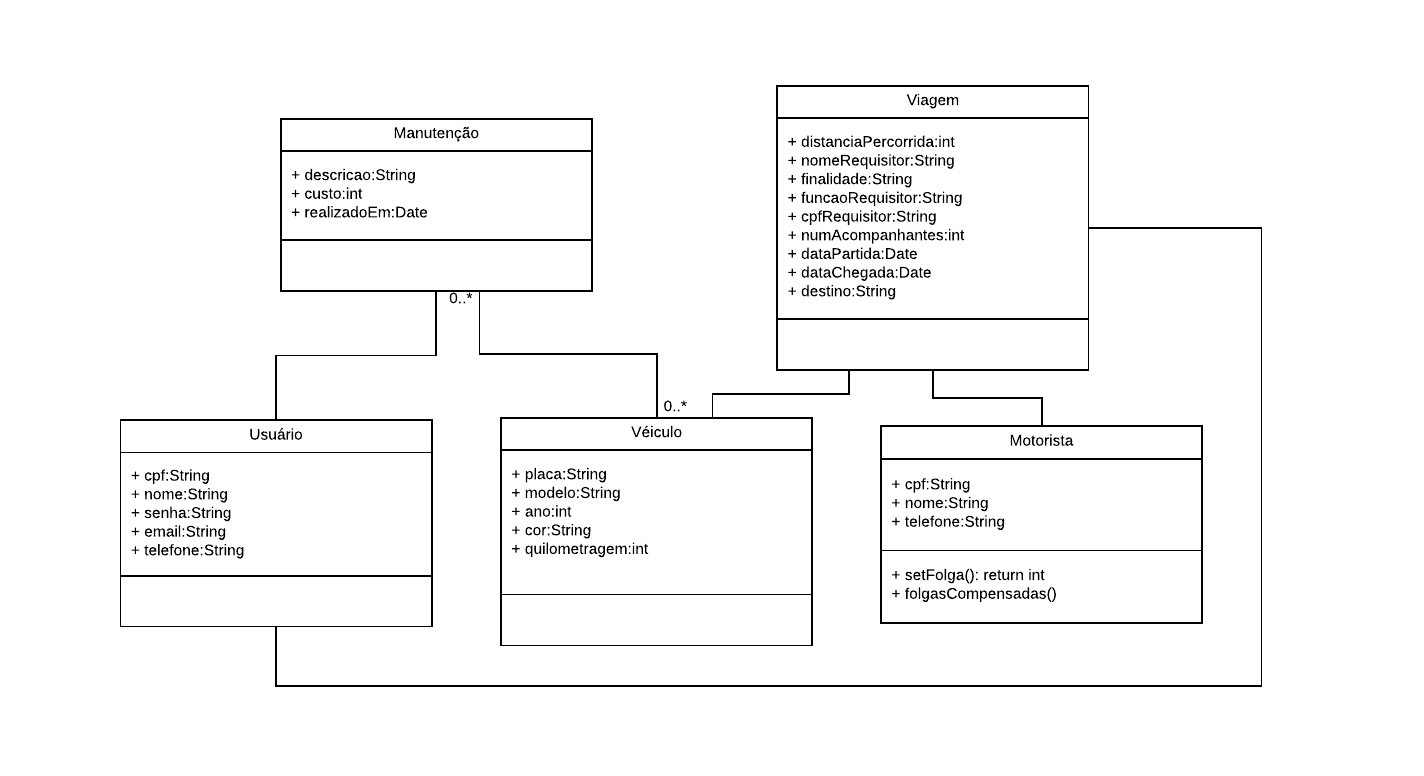 Manutenção
+ descricao:String
+ custo:int
+ realizadoEm:Date
0..*
Viagem
+ distanciaPercorrida:int
+ nomeRequisitor:String
+ finalidade:String
+ funcaoRequisitor:String
+ cpfRequisitor:String
+ numAcompanhantes:int
+ dataPartida:Date
+ dataChegada:Date
+ destino:String
Usuário
+ cpf:String
+ nome:String
+ senha:String
+ email:String
+ telefone:String
0..*
Véiculo
+ placa:String
+ modelo:String
+ ano:int
+ cor:String
+ quilometragem:int
Motorista
+ cpf:String
+ nome:String
+ telefone:String
+ setFolga(): return int
+ folgasCompensadas()